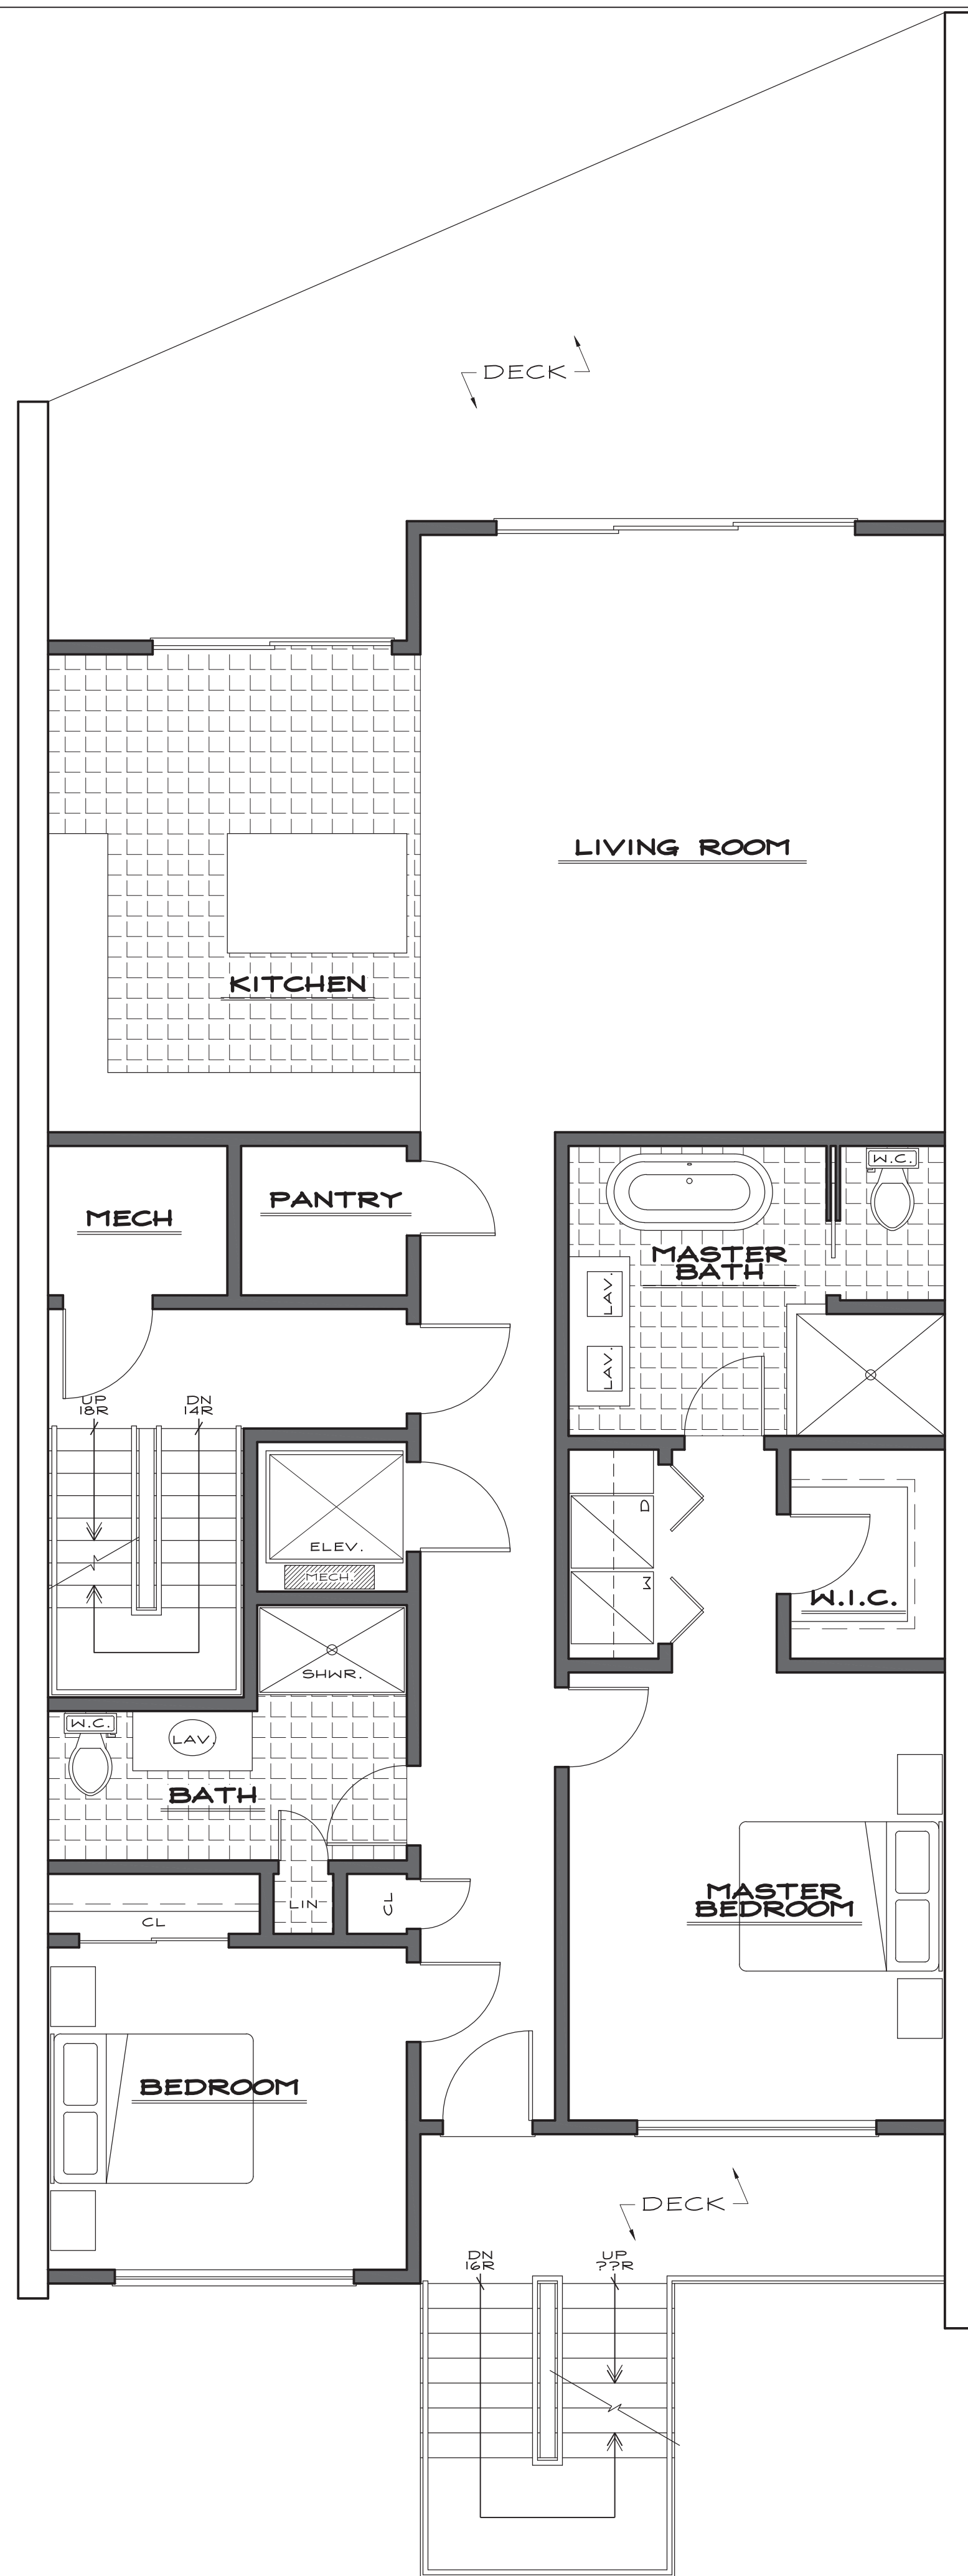 DECK
LIVING ROOM
KITCHEN
MECH
PANTRY
W.C.
MASTER
BATH
LAV.
LAV.
UP
18R
DN
14R
ELEV.
MECH.
D
W
W.I.C.
SHWR.
W.C.
LAV.
BATH
CL
LIN
CL
MASTER
BEDROOM
BEDROOM
DECK
DN
16R
UP
??R